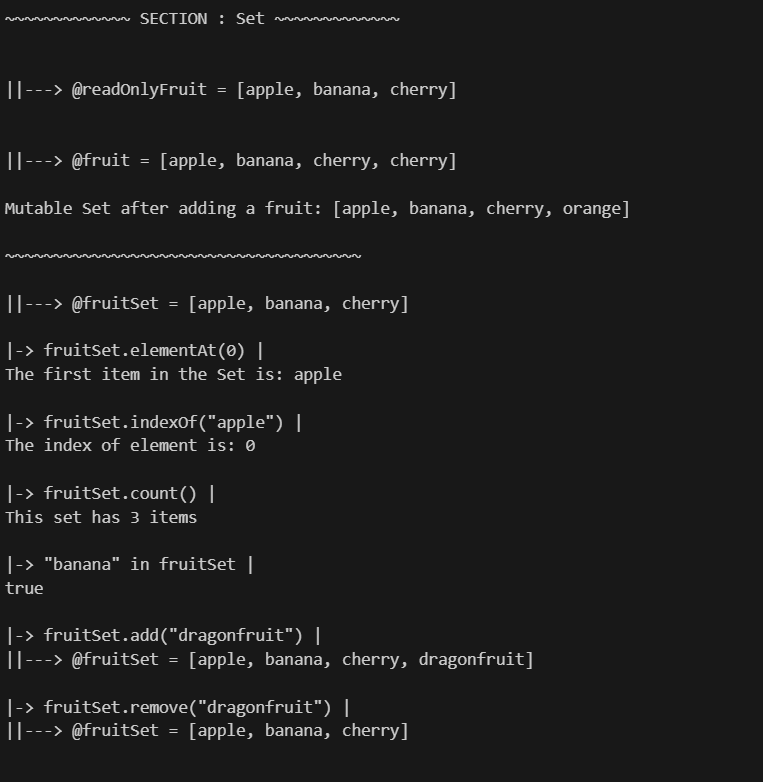 ~~~~~~~~~~~~~ SECTION : Set ~~~~~~~~~~~~~
||---> @readOnlyFruit = [apple, banana, cherry]
||---> @fruit = [apple, banana, cherry, cherry]
Mutable Set after adding a fruit: [apple, banana, cherry, orange]
~~~~~~~~~~~~~~~~~~~~~~~~~~~~~~~~~~~~~
||---> @fruitSet = [apple, banana, cherry]
|-> fruitSet.elementAt(0) |
The first item in the Set is: apple
|-> fruitSet.indexOf("apple") |
The index of element is: 0
|-> fruitSet.count() |
This set has 3 items
|-> "banana" in fruitSet |
true
|-> fruitSet.add("dragonfruit") |
||---> @fruitSet = [apple, banana, cherry, dragonfruit]
|-> fruitSet.remove("dragonfruit") |
||---> @fruitSet = [apple, banana, cherry]